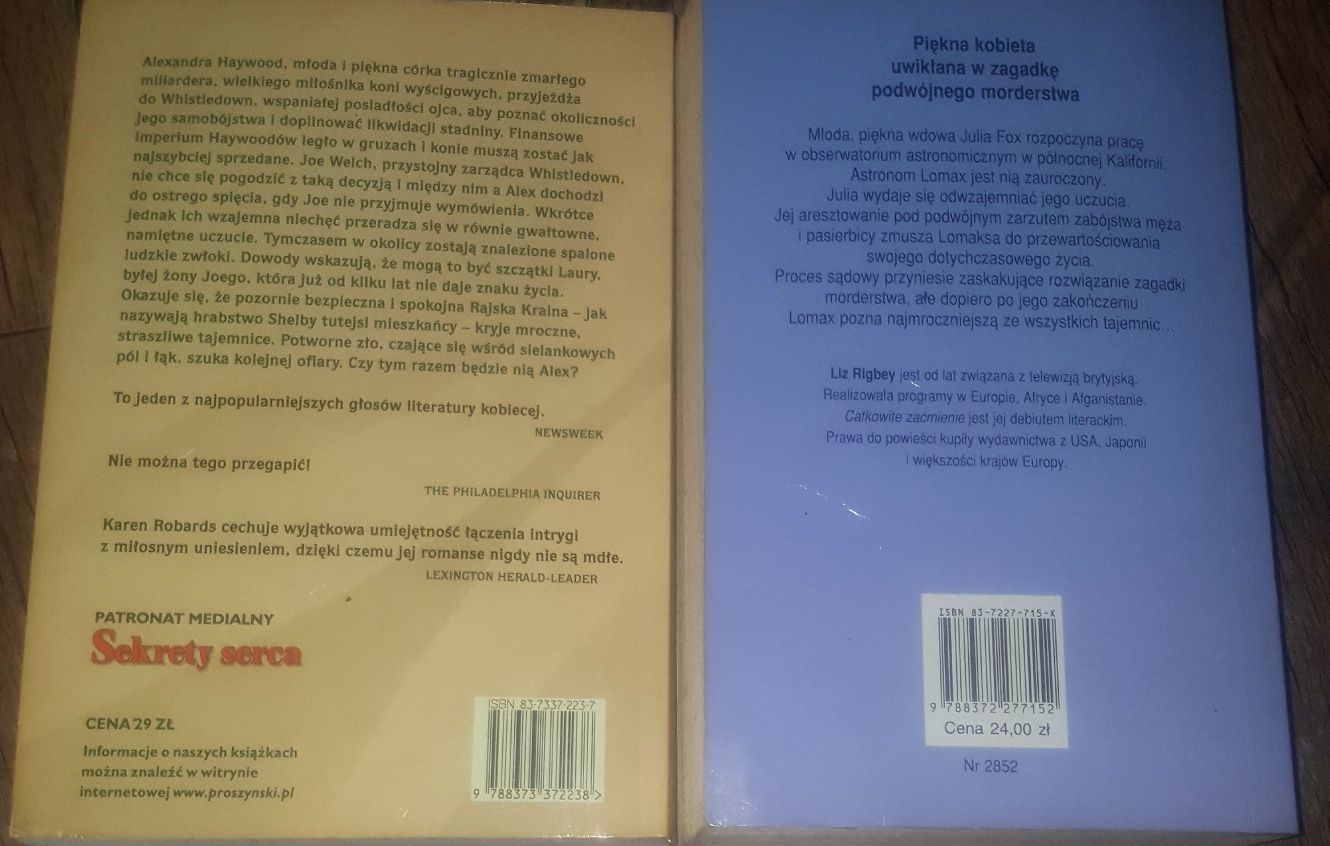 Alexandra Haywood, młoda i piękna córka tragicznie zmarłego
miliardera, wielkiego miłośnika koni wyścigowych, przyjeżdża
do Whistledown, wspaniałej posiadłości ojca, aby poznać okoliczności
jego samobójstwa i dopilnować likwidacji stadniny. Finansowe
imperium Haywoodów legło w gruzach i konie muszą zostać jak
najszybciej sprzedane. Joe Welch, przystojny zarządca Whistledown,
nie chce się pogodzić z taką decyzją i między nim a Alex dochodzi
do ostrego spięcia, gdy Joe nie przyjmuje wymówienia. Wkrótce
jednak ich wzajemna niechęć przeradza się w równie gwałtowne,
namiętne uczucie. Tymczasem w okolicy zostają znalezione spalone
ludzkie zwłoki. Dowody wskazują, że mogą to być szczątki Laury,
byłej żony Joego, która już od kilku lat nie daje znaku życia.
Okazuje się, że pozornie bezpieczna i spokojna Rajska Kraina – jak
nazywają hrabstwo Shelby tutejsi mieszkańcy – kryje mroczne,
straszliwe tajemnice. Potworne zło, czające się wśród sielankowych
pól i łąk, szuka kolejnej ofiary. Czy tym razem będzie nią Alex?
To jeden z najpopularniejszych głosów literatury kobiecej.
NEWSWEEK
Nie można tego przegapić!
THE PHILADELPHIA INQUIRER
Karen Robards cechuje wyjątkowa umiejętność łączenia intrygi
z miłosnym uniesieniem, dzięki czemu jej romanse nigdy nie są mdłe.
LEXINGTON HERALD-LEADER
PATRONAT MEDIALNY
Sekrety serca
CENA 29 ZŁ
Informacje o naszych książkach
można znaleźć w witrynie
internetowej www.proszynski.pl
ISBN 83-7337-223-7
9 788373 372238 >
Piękna kobieta
uwikłana w zagadkę
podwójnego morderstwa
Młoda, piękna wdowa Julia Fox rozpoczyna pracę
w obserwatorium astronomicznym w północnej Kalifornii.
Astronom Lomax jest nią zauroczony.
Julia wydaje się odwzajemniać jego uczucia.
Jej aresztowanie pod podwójnym zarzutem zabójstwa męża
i pasierbicy zmusza Lomaksa do przewartościowania
swojego dotychczasowego życia.
Proces sądowy przyniesie zaskakujące rozwiązanie zagadki
morderstwa, ale dopiero po jego zakończeniu
Lomax pozna najmroczniejszą ze wszystkich tajemnic...
Liz Rigbey jest od lat związana z telewizją brytyjską.
Realizowała programy w Europie, Afryce i Afganistanie.
Całkowite zaćmienie jest jej debiutem literackim.
Prawa do powieści kupiły wydawnictwa z USA, Japonii
i większości krajów Europy.
ISBN 83-7227-715-X
9 788372 277152
Cena 24,00 zł
Nr 2852